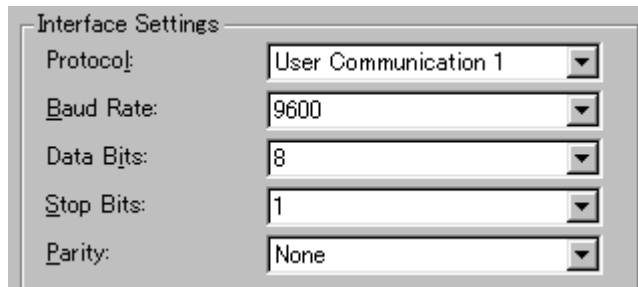 Interface Settings
Protocol: User Communication 1
Baud Rate: 9600
Data Bits: 8
Stop Bits: 1
Parity: None